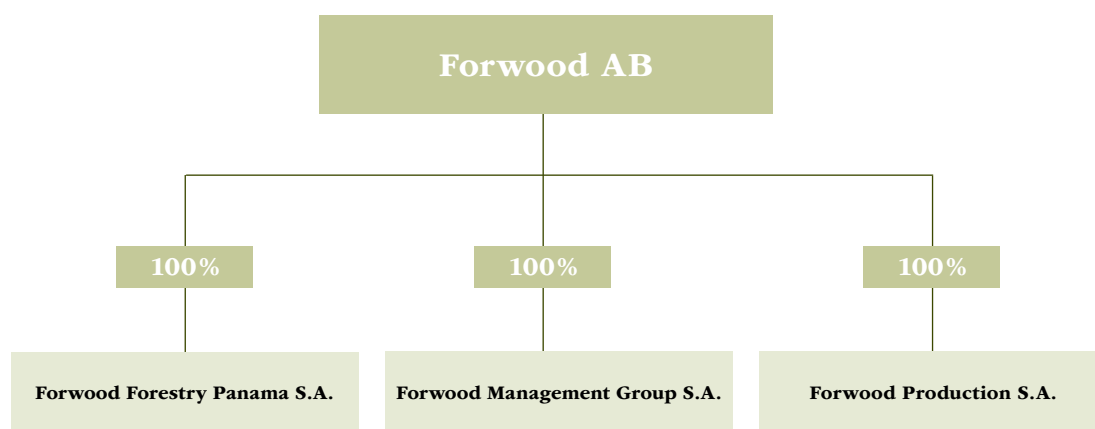 Forwood AB
100%
100%
100%
Forwood Forestry Panama S.A.
Forwood Management Group S.A.
Forwood Production S.A.